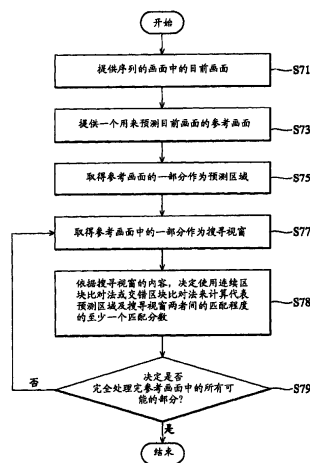 开始
提供序列的画面中的目前画面
S71
提供一个用来预测目前画面的参考画面
S73
取得参考画面的一部分作为预测区域
S75
取得参考画面中的一部分作为搜寻视窗
S77
依据搜寻视窗的内容，决定使用连续区
块比对法或交错区块比对法来计算代表
预测区域及搜寻视窗两者间的匹配程度
的至少一个匹配分数
S78
决定是否
完全处理完参考画面中的所有可
能的部分？
S79
否
是
结束